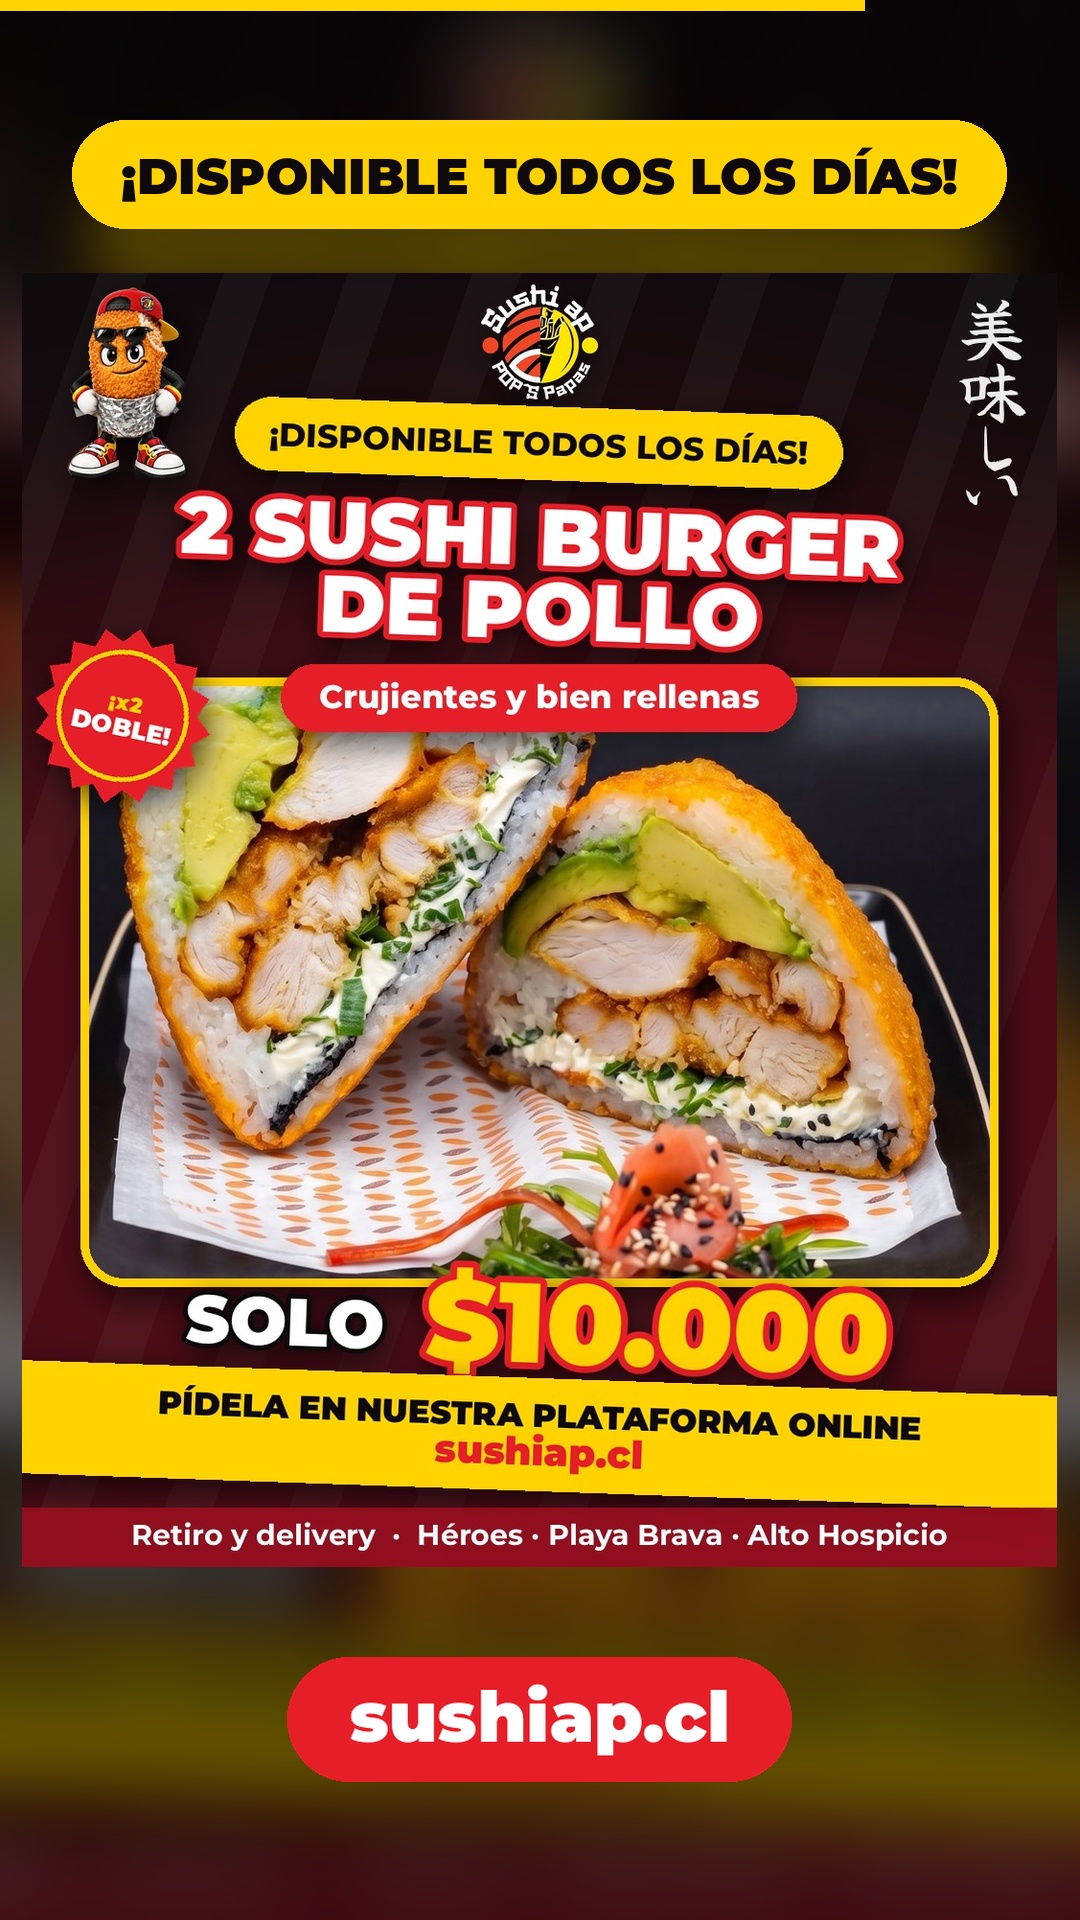 ¡DISPONIBLE TODOS LOS DÍAS!
Sushi ap
POP'S Papas
美味しい
¡DISPONIBLE TODOS LOS DÍAS!
2 SUSHI BURGER
DE POLLO
Crujientes y bien rellenas
¡x2
DOBLE!
SOLO $10.000
PÍDELA EN NUESTRA PLATAFORMA ONLINE
sushiap.cl
Retiro y delivery · Héroes · Playa Brava · Alto Hospicio
sushiap.cl